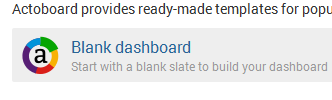 Actoboard provides ready-made templates for popu
a
Blank dashboard
Start with a blank slate to build your dashboard